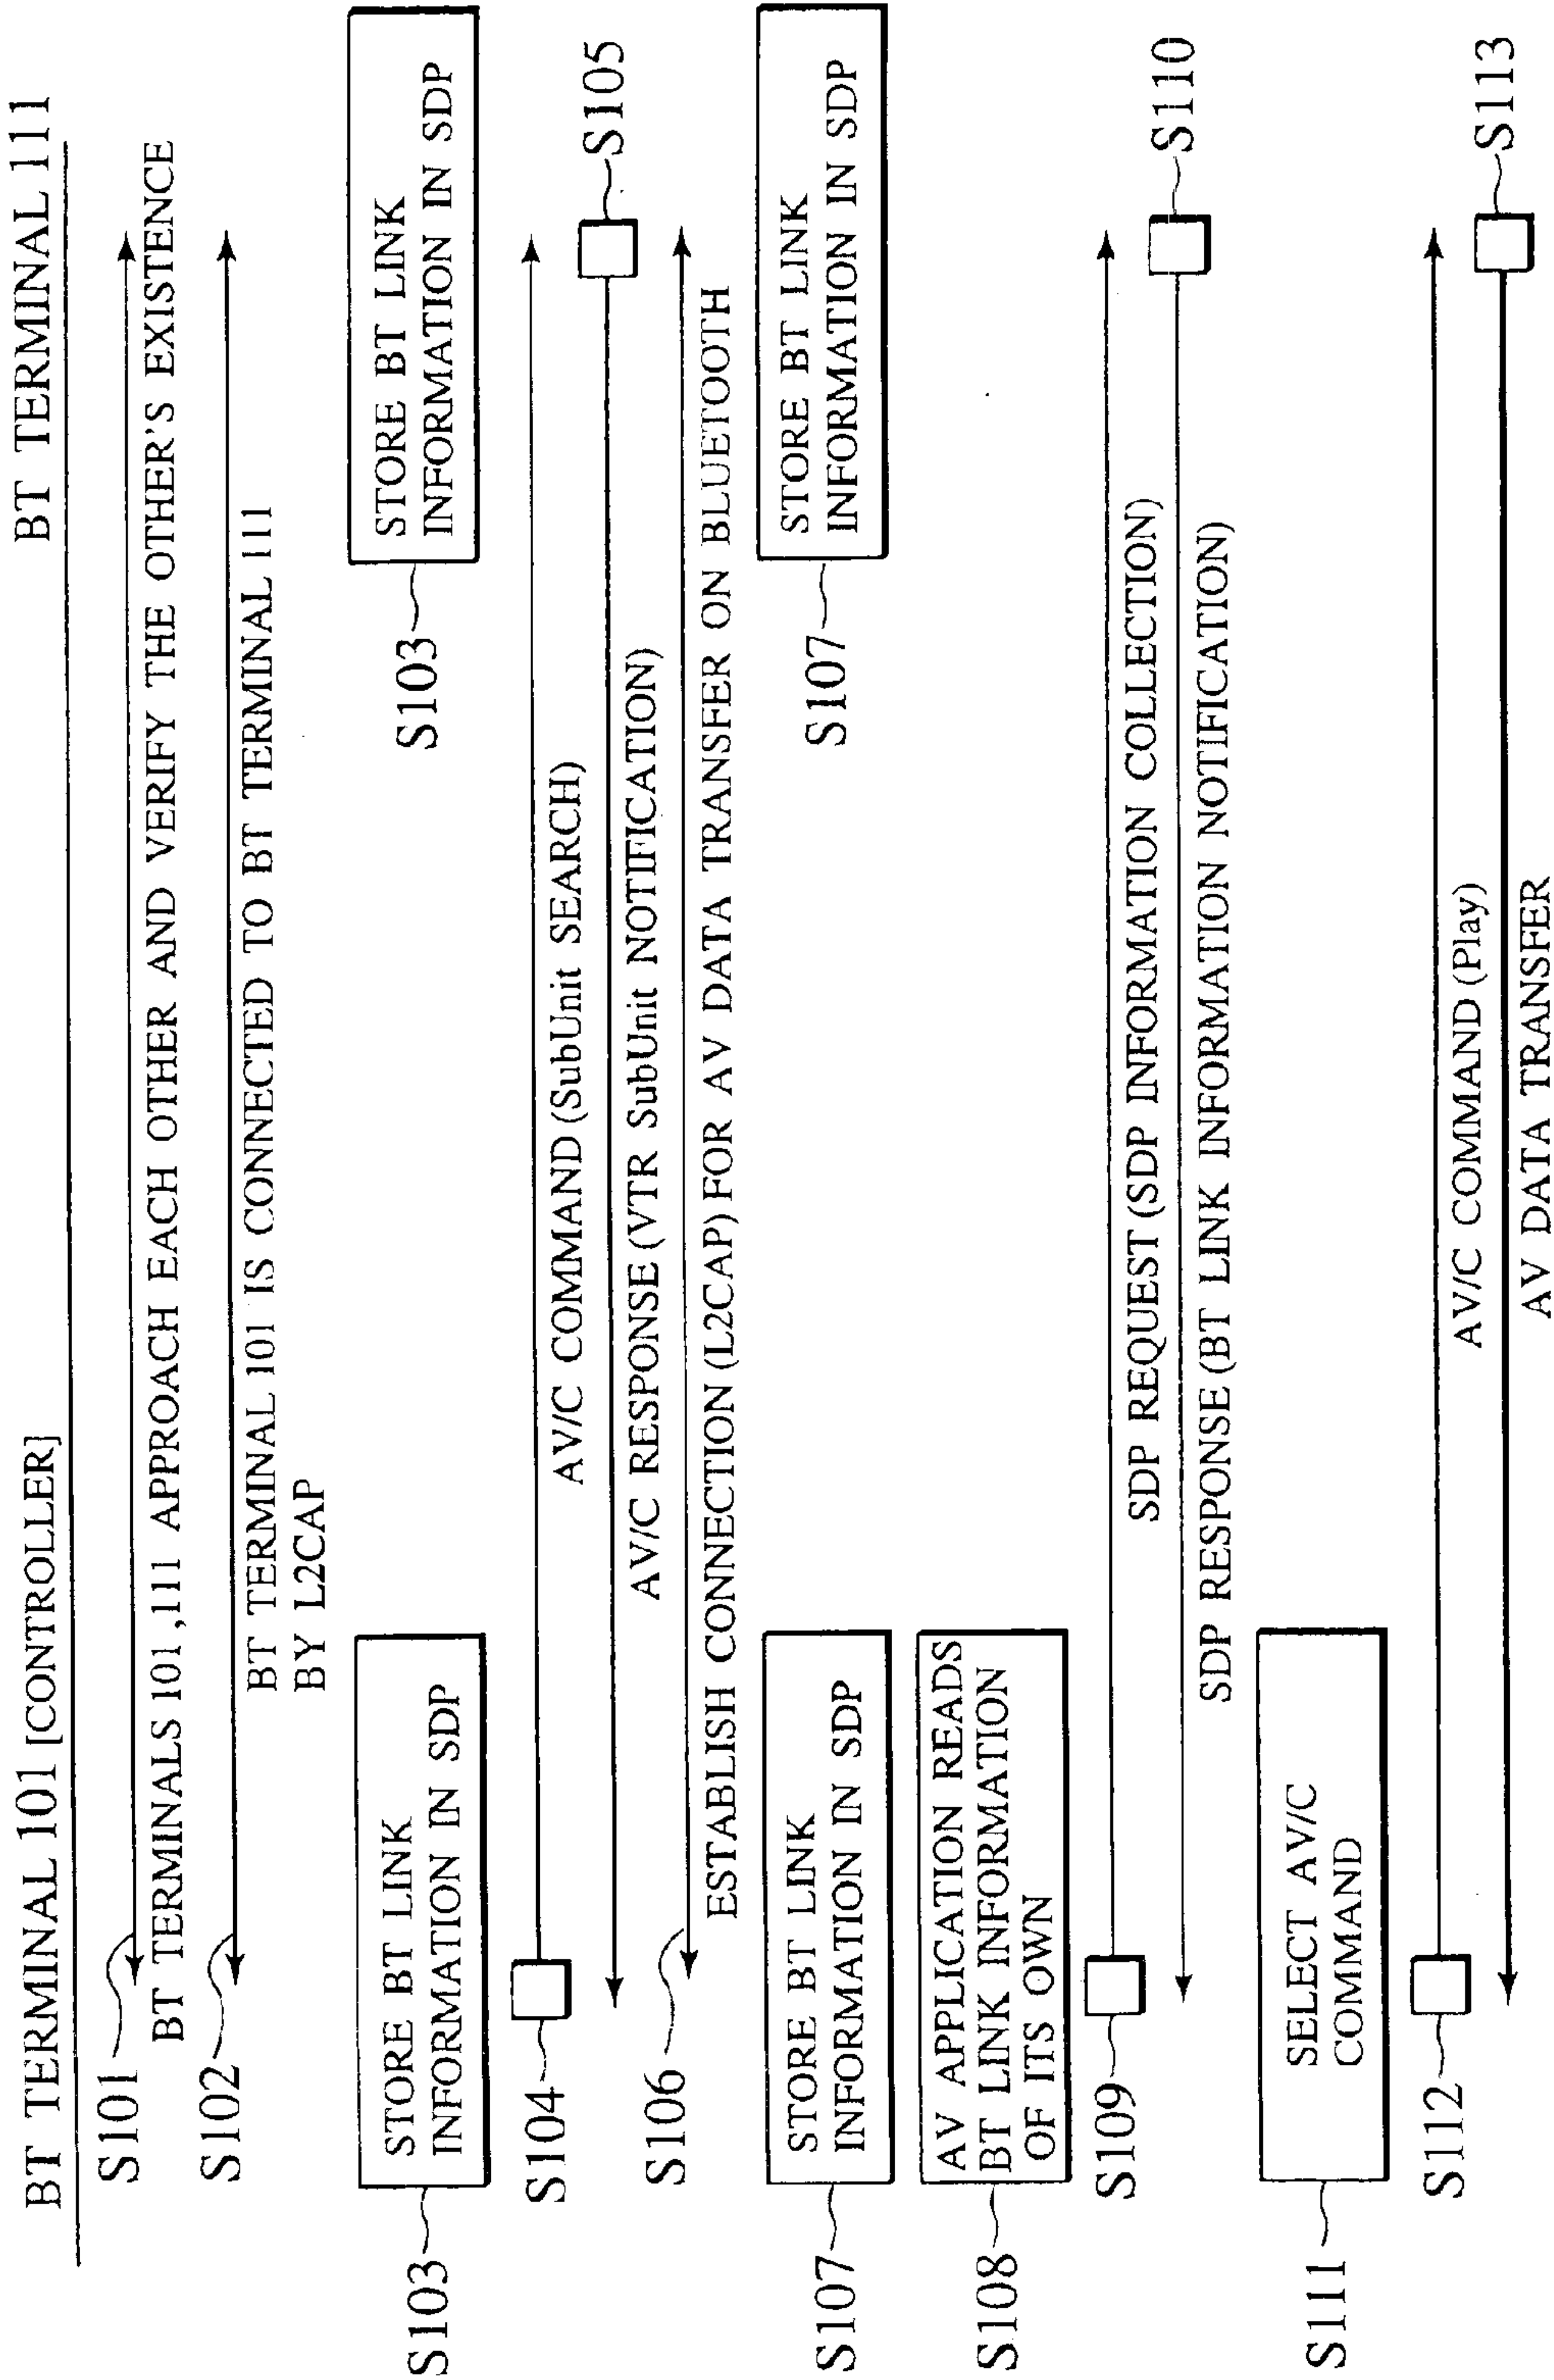 BT TERMINAL 101 [CONTROLLER]
BT TERMINAL 111
S101
BT TERMINALS 101,111 APPROACH EACH OTHER AND VERIFY THE OTHER'S EXISTENCE
S102
BT TERMINAL 101 IS CONNECTED TO BT TERMINAL 111
BY L2CAP
S103
STORE BT LINK
INFORMATION IN SDP
S103
STORE BT LINK
INFORMATION IN SDP
S104
AV/C COMMAND (SubUnit SEARCH)
S105
AV/C RESPONSE (VTR SubUnit NOTIFICATION)
S106
ESTABLISH CONNECTION (L2CAP) FOR AV DATA TRANSFER ON BLUETOOTH
S107
STORE BT LINK
INFORMATION IN SDP
S107
STORE BT LINK
INFORMATION IN SDP
S108
AV APPLICATION READS
BT LINK INFORMATION
OF ITS OWN
S109
SDP REQUEST (SDP INFORMATION COLLECTION)
S110
SDP RESPONSE (BT LINK INFORMATION NOTIFICATION)
S111
SELECT AV/C
COMMAND
S112
AV/C COMMAND (Play)
S113
AV DATA TRANSFER